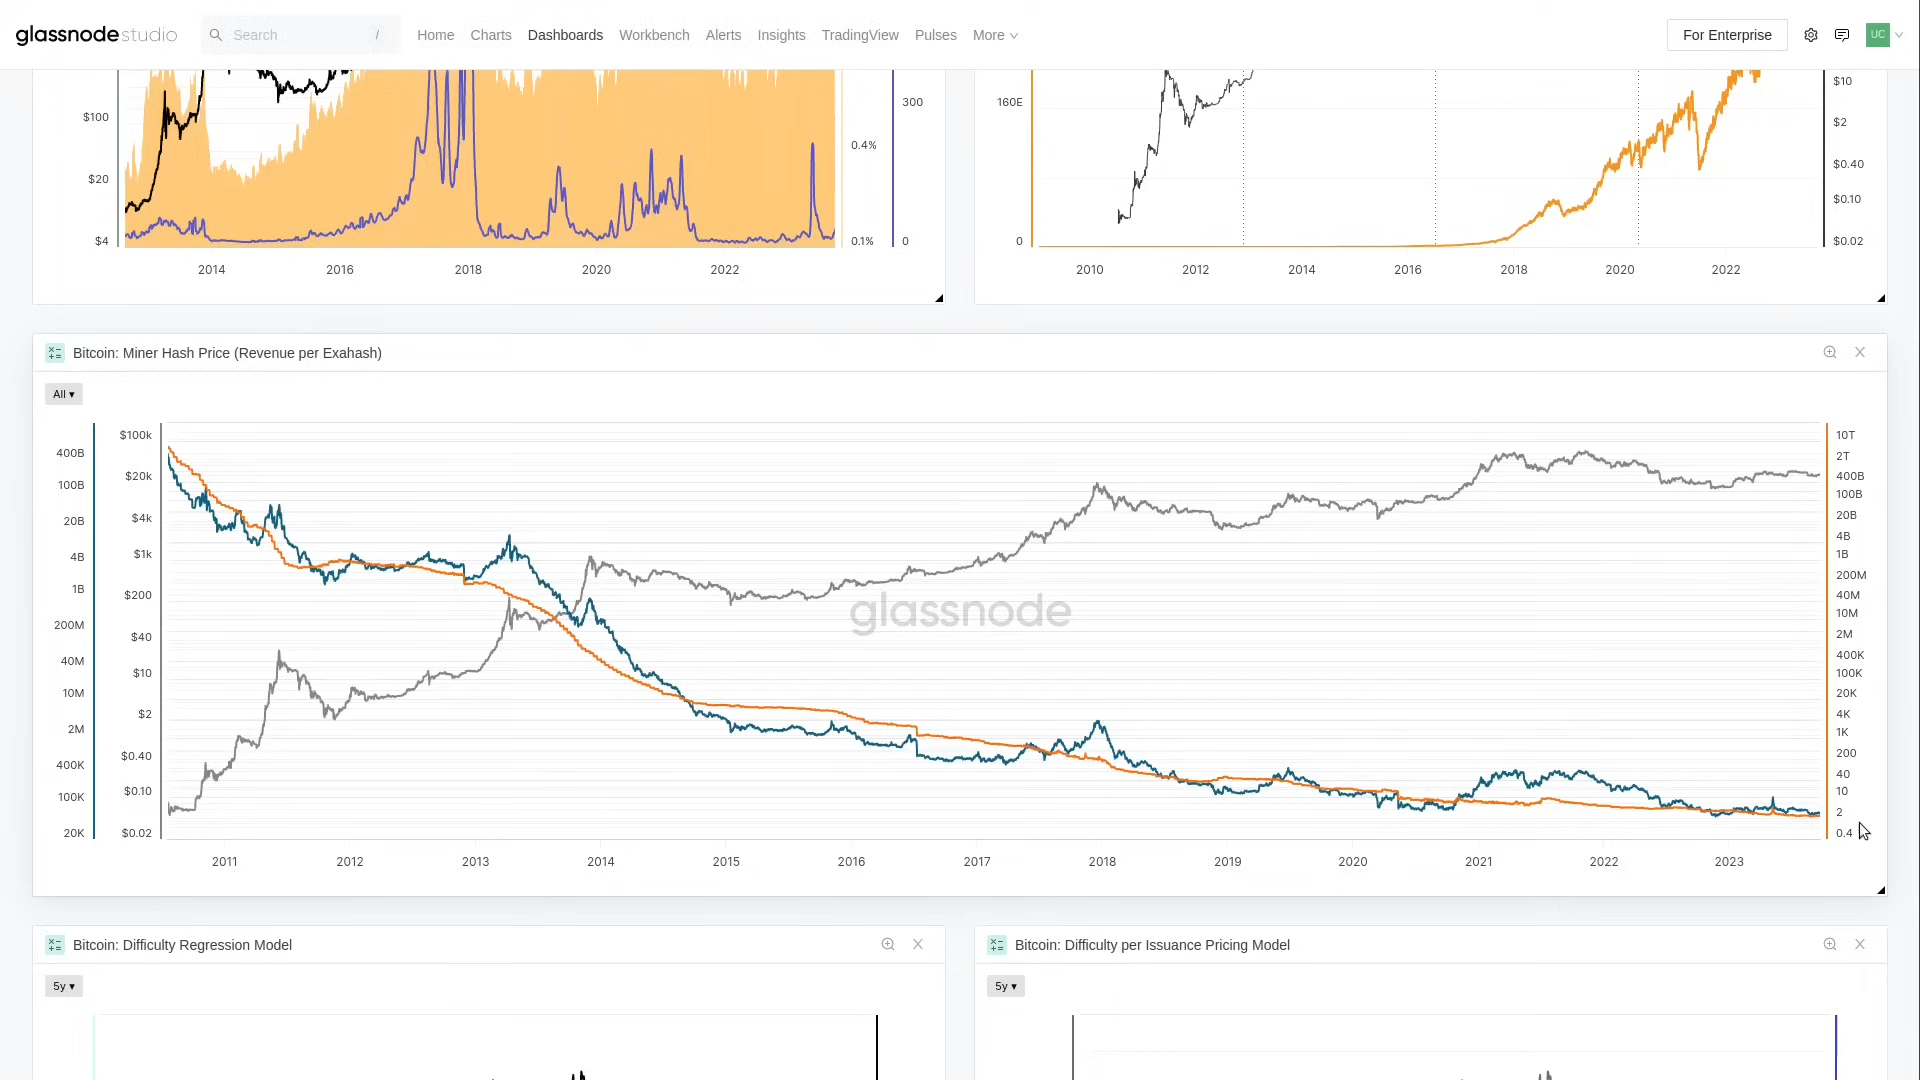 glassnodestudio
Search /
Home Charts Dashboards Workbench Alerts Insights TradingView Pulses More
For Enterprise
UC
$100
$20
$4
0.4%
0.1%
300
0
2014 2016 2018 2020 2022
160E
0
$10
$2
$0.40
$0.10
$0.02
2010 2012 2014 2016 2018 2020 2022
Bitcoin: Miner Hash Price (Revenue per Exahash)
All ▾
400B
100B
20B
4B
1B
200M
40M
10M
2M
400K
100K
20K
$100k
$20k
$4k
$1k
$200
$40
$10
$2
$0.40
$0.10
$0.02
glassnode
10T
2T
400B
100B
20B
4B
1B
200M
40M
10M
2M
400K
100K
20K
4K
1K
200
40
10
2
0.4
2011 2012 2013 2014 2015 2016 2017 2018 2019 2020 2021 2022 2023
Bitcoin: Difficulty Regression Model
5y ▾
Bitcoin: Difficulty per Issuance Pricing Model
5y ▾